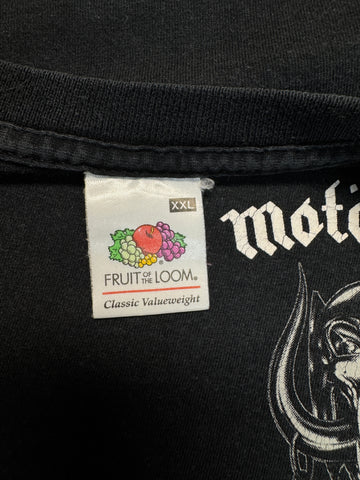 XXL
FRUIT OF THE LOOM®
Classic Valueweight
motö